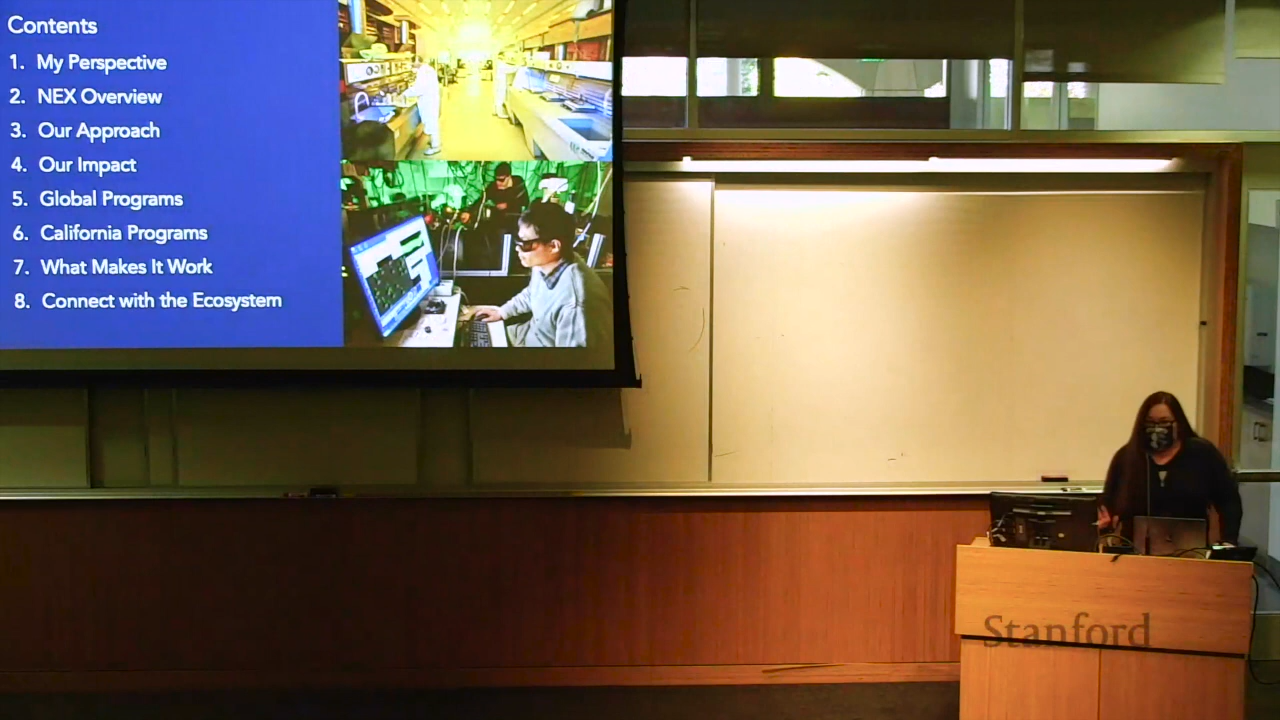 Contents
1. My Perspective
2. NEX Overview
3. Our Approach
4. Our Impact
5. Global Programs
6. California Programs
7. What Makes It Work
8. Connect with the Ecosystem
Stanford